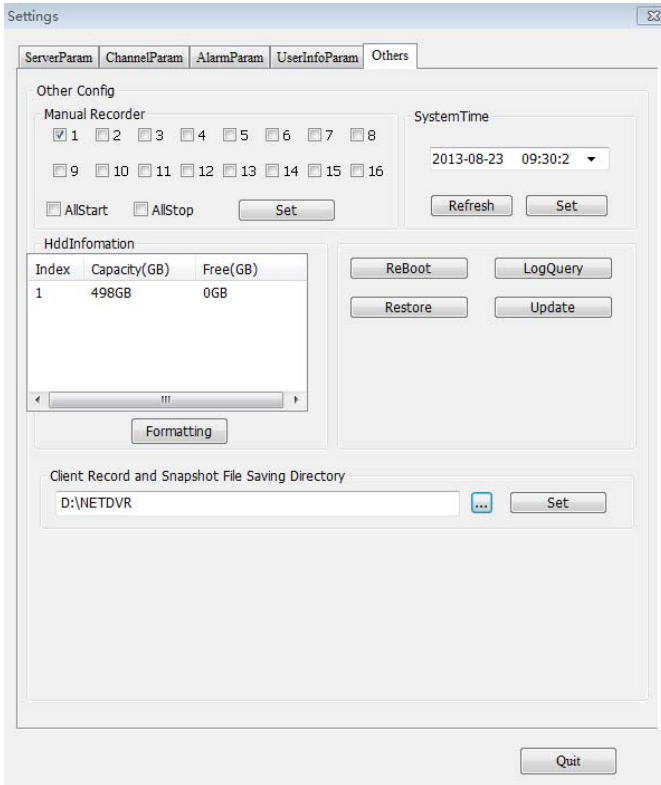 Settings
ServerParam ChannelParam AlarmParam UserInfoParam Others
Other Config
Manual Recorder
1 2 3 4 5 6 7 8
9 10 11 12 13 14 15 16
AllStart AllStop Set
SystemTime
2013-08-23 09:30:2
Refresh Set
HddInfomation
Index Capacity(GB) Free(GB)
1 498GB 0GB
Formatting
ReBoot LogQuery
Restore Update
Client Record and Snapshot File Saving Directory
D:\NETDVR ... Set
Quit